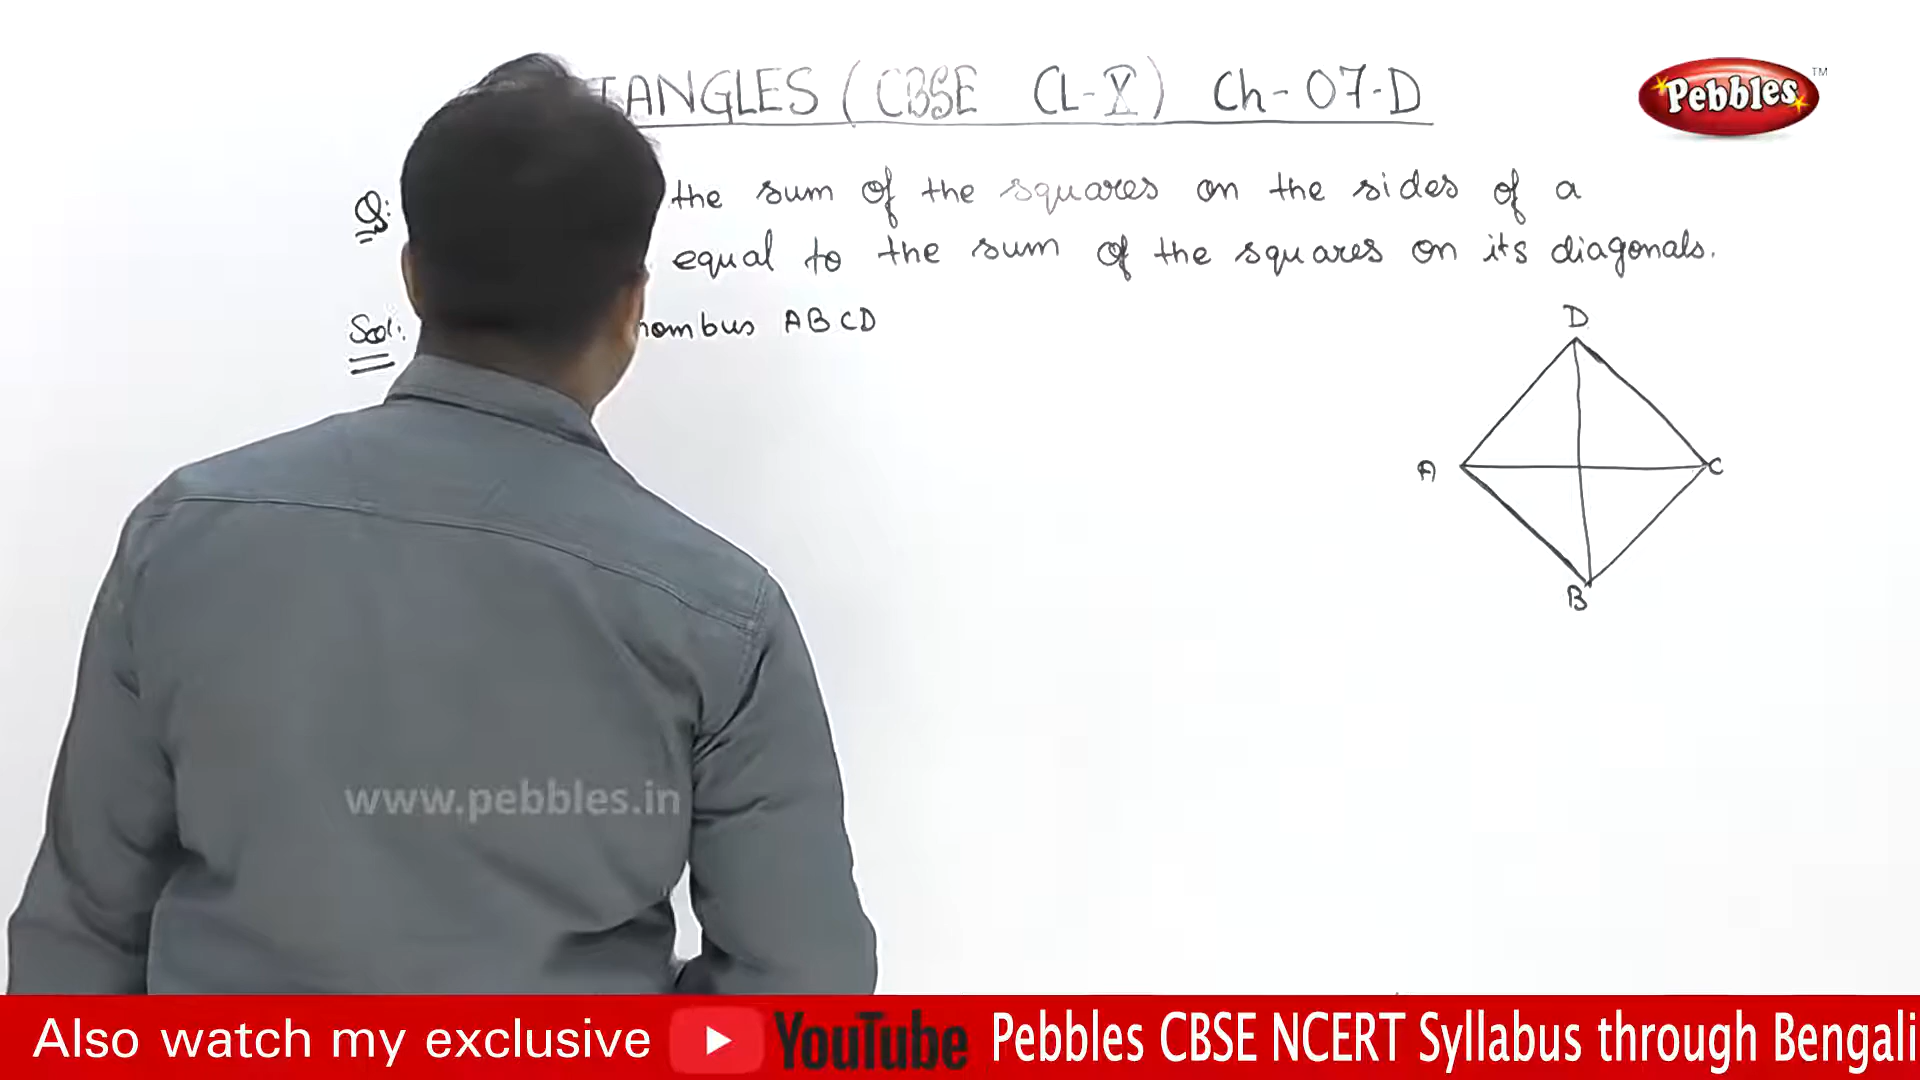 IANGLES (CBSE CL-X) Ch-07-D
Pebbles™
Q: the sum of the squares on the sides of a
equal to the sum of the squares on its diagonals.
Sol: hombus ABCD
D
A
C
B
www.pebbles.in
Also watch my exclusive YouTube Pebbles CBSE NCERT Syllabus through Bengali